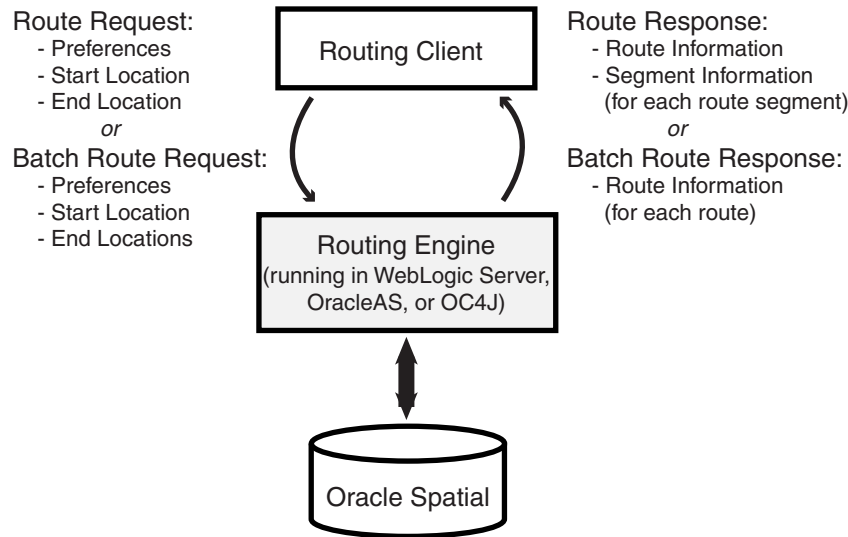 Route Request:
- Preferences
- Start Location
- End Location
or
Batch Route Request:
- Preferences
- Start Location
- End Locations
Routing Client
Route Response:
- Route Information
- Segment Information
(for each route segment)
or
Batch Route Response:
- Route Information
(for each route)
Routing Engine
(running in WebLogic Server,
OracleAS, or OC4J)
Oracle Spatial